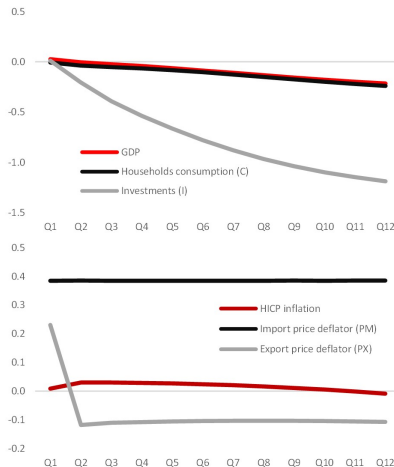 0.5
0.0
-0.5
-1.0
-1.5
GDP
Households consumption (C)
Investments (I)
Q1 Q2 Q3 Q4 Q5 Q6 Q7 Q8 Q9 Q10 Q11 Q12
0.5
0.4
0.3
0.2
0.1
0.0
-0.1
-0.2
HICP inflation
Import price deflator (PM)
Export price deflator (PX)
Q1 Q2 Q3 Q4 Q5 Q6 Q7 Q8 Q9 Q10 Q11 Q12